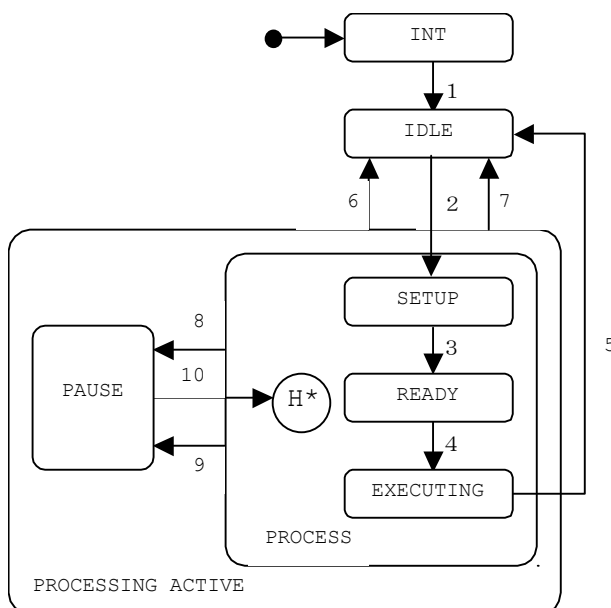 INT
1
IDLE
6
2
7
SETUP
8
3
5
PAUSE
10
H*
READY
9
4
EXECUTING
PROCESS
PROCESSING ACTIVE